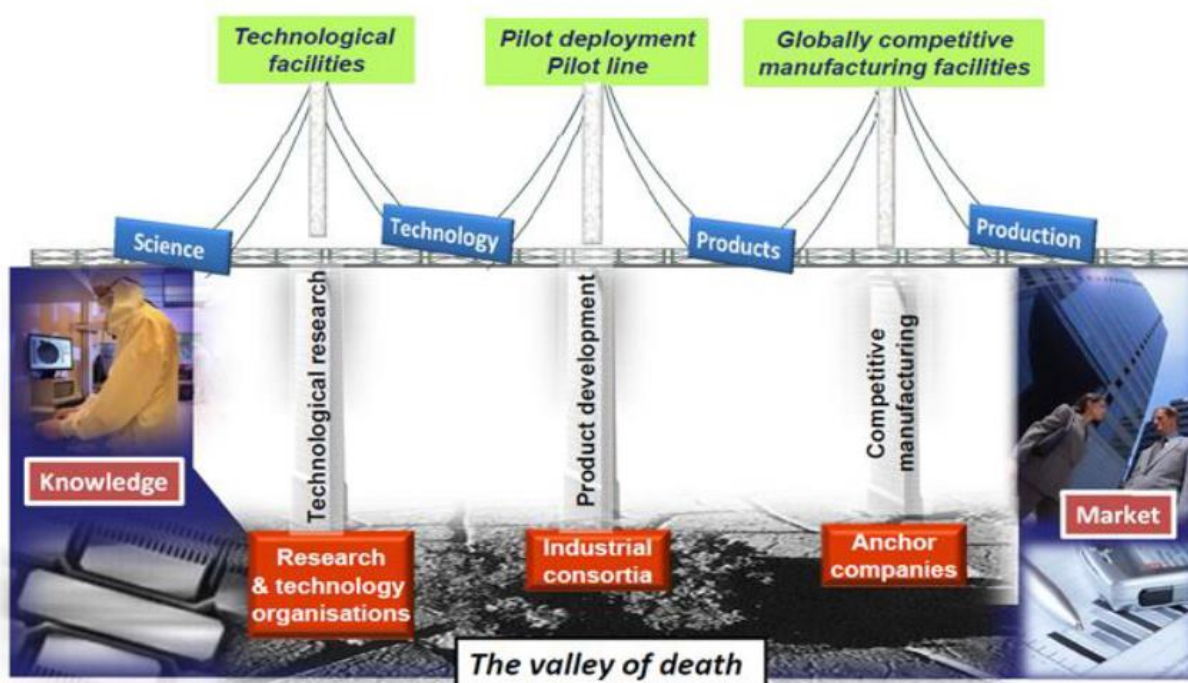 Technological
facilities
Pilot deployment
Pilot line
Globally competitive
manufacturing facilities
Science
Technology
Products
Production
Technological research
Product development
Competitive
manufacturing
Knowledge
Market
Research
& technology
organisations
Industrial
consortia
Anchor
companies
The valley of death